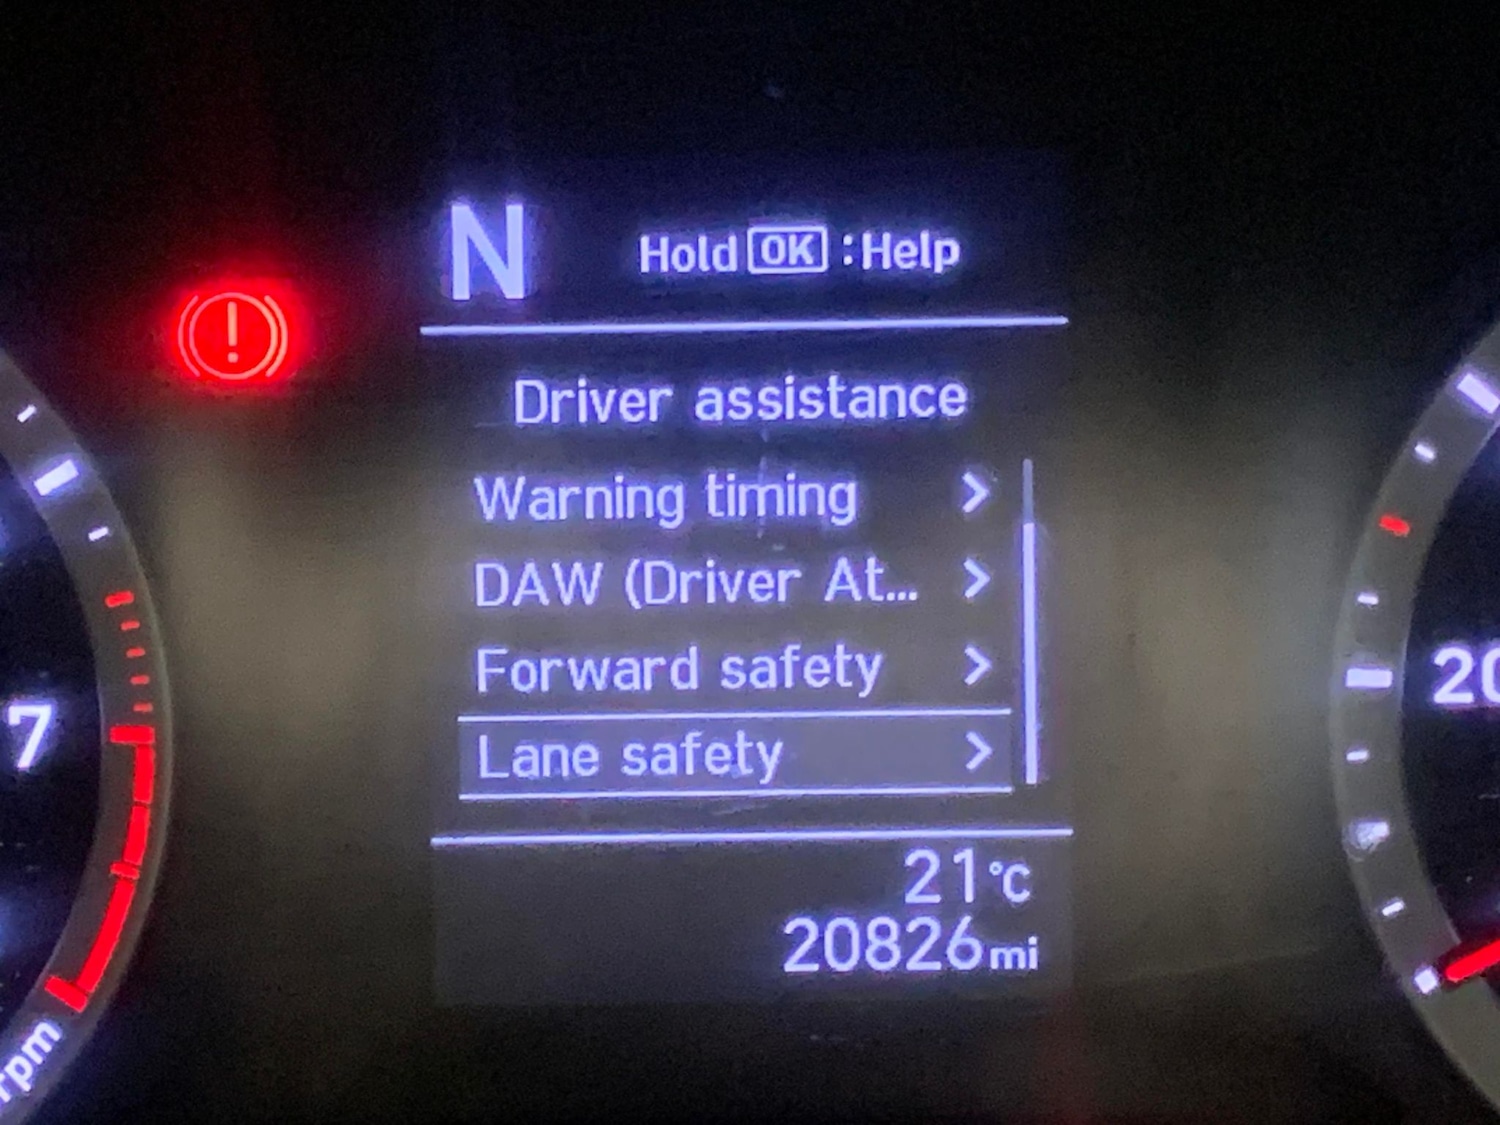 N
Hold OK :Help
Driver assistance
Warning timing >
DAW (Driver At... >
Forward safety >
Lane safety >
21°C
20826mi
7
rpm
20